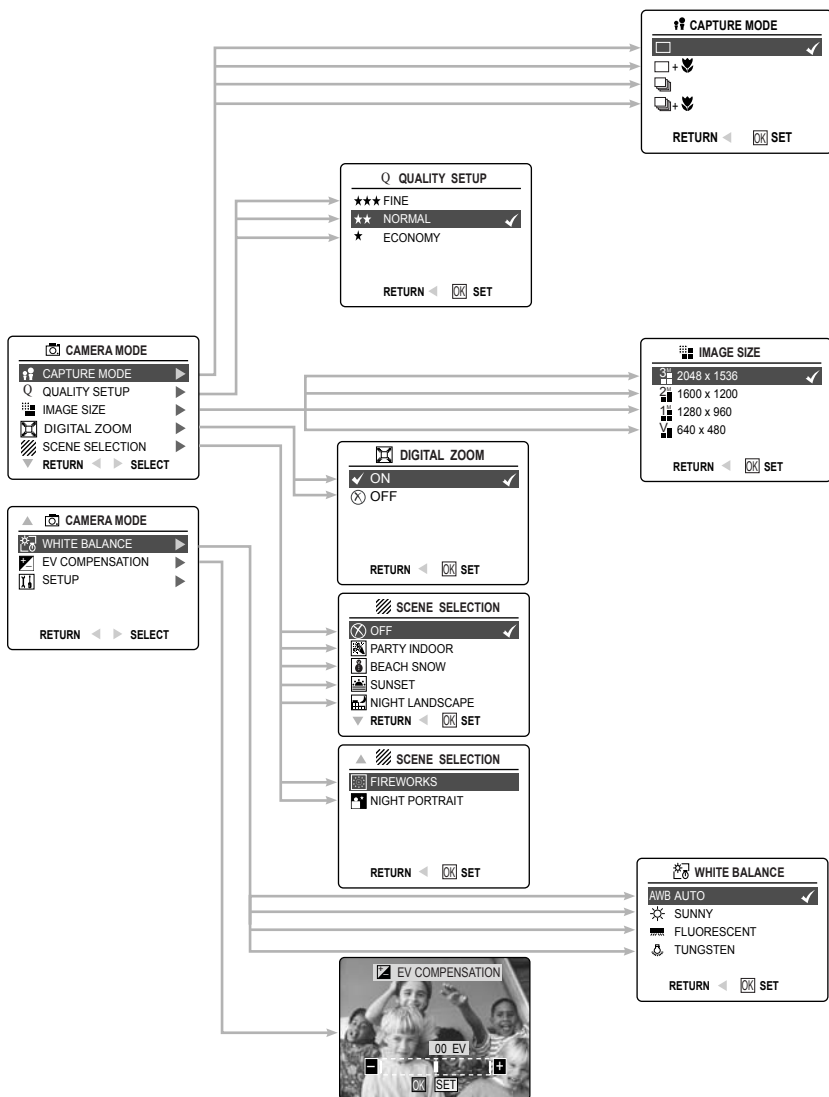 CAPTURE MODE
+
+
RETURN OK SET
Q QUALITY SETUP
FINE
NORMAL
ECONOMY
RETURN OK SET
CAMERA MODE
CAPTURE MODE
Q QUALITY SETUP
IMAGE SIZE
DIGITAL ZOOM
SCENE SELECTION
RETURN SELECT
IMAGE SIZE
3M 2048 x 1536
2M 1600 x 1200
1M 1280 x 960
V 640 x 480
RETURN OK SET
DIGITAL ZOOM
ON
OFF
RETURN OK SET
CAMERA MODE
WHITE BALANCE
EV COMPENSATION
SETUP
RETURN SELECT
SCENE SELECTION
OFF
PARTY INDOOR
BEACH SNOW
SUNSET
NIGHT LANDSCAPE
RETURN OK SET
SCENE SELECTION
FIREWORKS
NIGHT PORTRAIT
RETURN OK SET
WHITE BALANCE
AWB AUTO
SUNNY
FLUORESCENT
TUNGSTEN
RETURN OK SET
EV COMPENSATION
00 EV
- +
OK SET